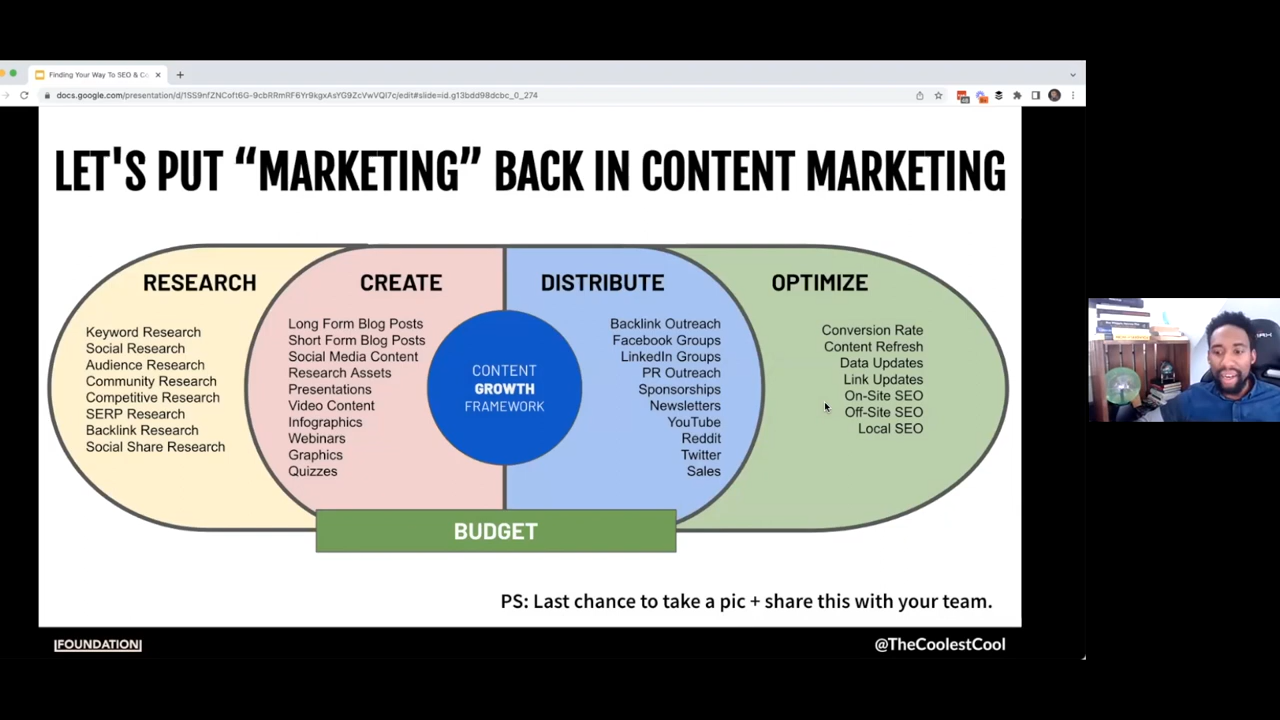 Finding Your Way To SEO & Co
docs.google.com/presentation/d/1SS9nfZNCoft6G-9cbRRmRF6Yr9kgxAsYG9ZcVwVQI7c/edit#slide=id.g13bdd98dcbc_0_274
LET'S PUT “MARKETING” BACK IN CONTENT MARKETING
RESEARCH
Keyword Research
Social Research
Audience Research
Community Research
Competitive Research
SERP Research
Backlink Research
Social Share Research
CREATE
Long Form Blog Posts
Short Form Blog Posts
Social Media Content
Research Assets
Presentations
Video Content
Infographics
Webinars
Graphics
Quizzes
CONTENT
GROWTH
FRAMEWORK
DISTRIBUTE
Backlink Outreach
Facebook Groups
LinkedIn Groups
PR Outreach
Sponsorships
Newsletters
YouTube
Reddit
Twitter
Sales
OPTIMIZE
Conversion Rate
Content Refresh
Data Updates
Link Updates
On-Site SEO
Off-Site SEO
Local SEO
BUDGET
PS: Last chance to take a pic + share this with your team.
|FOUNDATION|
@TheCoolestCool